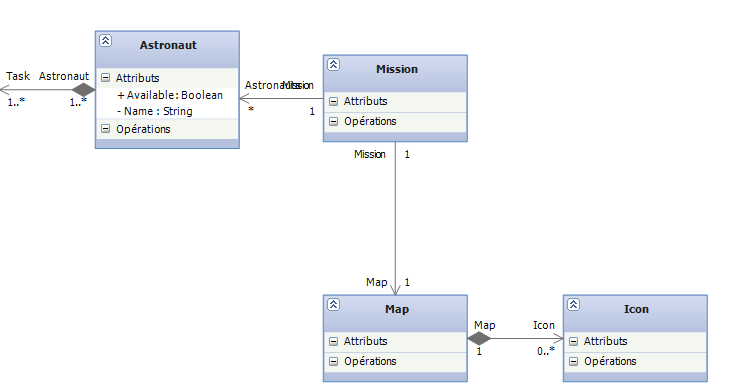 Astronaut
Attributs
+ Available : Boolean
- Name : String
Opérations
Task
Astronaut
1..*
1..*
Mission
Attributs
Opérations
Mission
*
1
Mission
1
Map
1
Map
Attributs
Opérations
Map
Icon
1
0..*
Icon
Attributs
Opérations